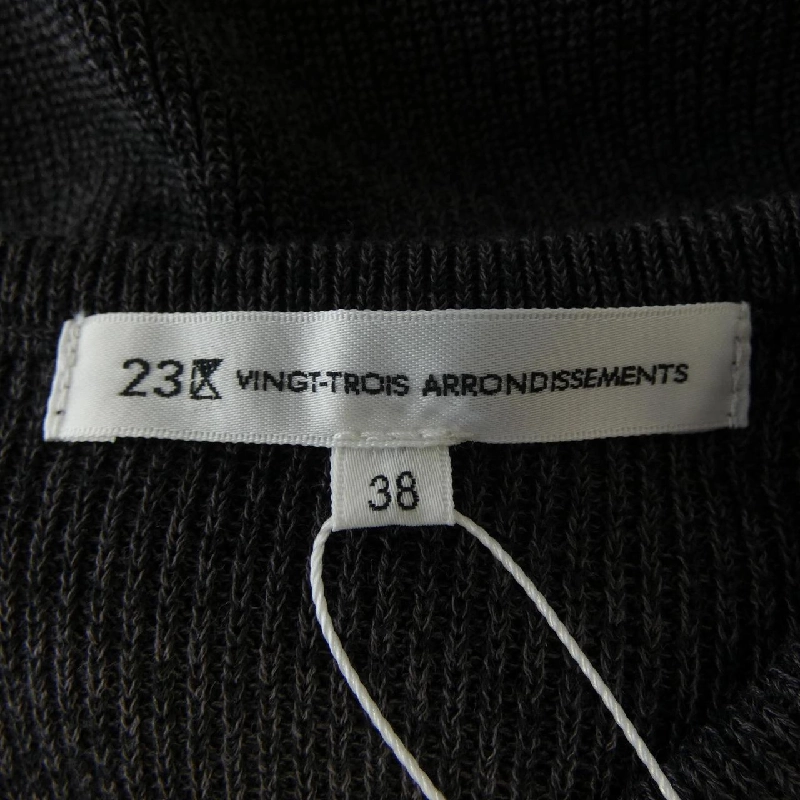 23区 VINGT-TROIS ARRONDISSEMENTS
38